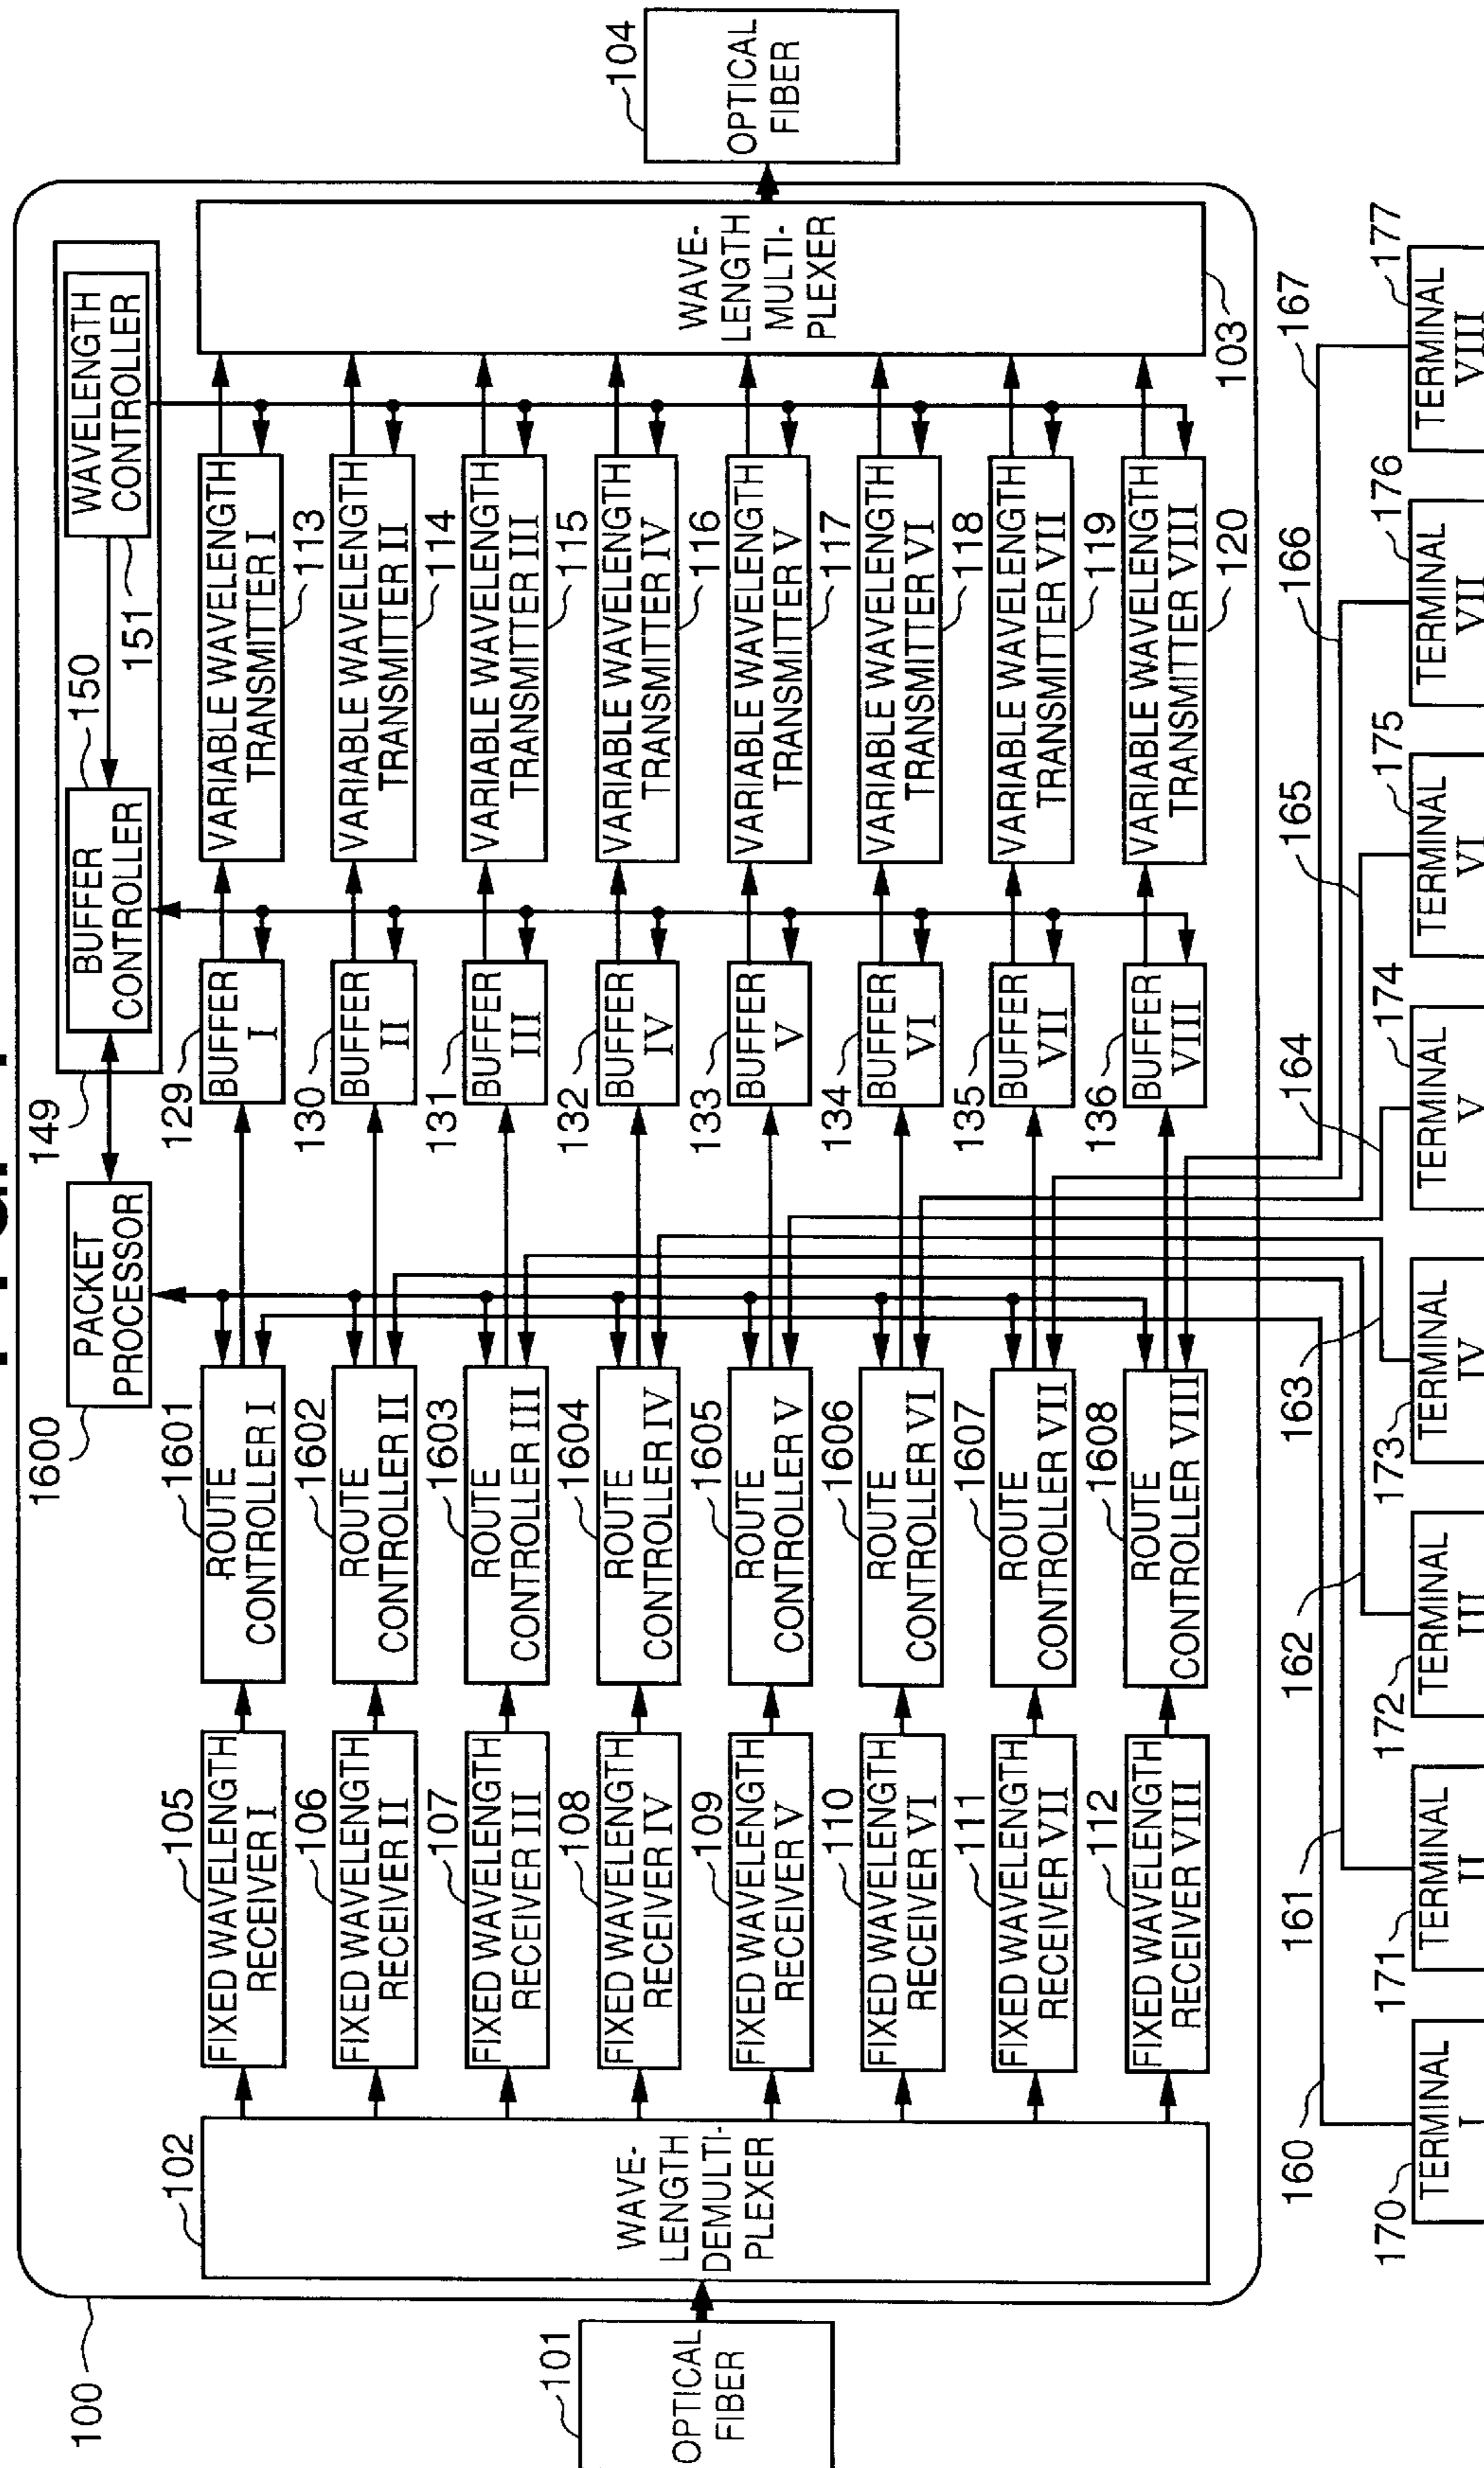 100
101
OPTICAL
FIBER
102
WAVE-
LENGTH
DEMULTI-
PLEXER
105
FIXED WAVELENGTH
RECEIVER I
106
FIXED WAVELENGTH
RECEIVER II
107
FIXED WAVELENGTH
RECEIVER III
108
FIXED WAVELENGTH
RECEIVER IV
109
FIXED WAVELENGTH
RECEIVER V
110
FIXED WAVELENGTH
RECEIVER VI
111
FIXED WAVELENGTH
RECEIVER VII
112
FIXED WAVELENGTH
RECEIVER VIII
1600
PACKET
PROCESSOR
1601
ROUTE
CONTROLLER I
1602
ROUTE
CONTROLLER II
1603
ROUTE
CONTROLLER III
1604
ROUTE
CONTROLLER IV
1605
ROUTE
CONTROLLER V
1606
ROUTE
CONTROLLER VI
1607
ROUTE
CONTROLLER VII
1608
ROUTE
CONTROLLER VIII
149
BUFFER
CONTROLLER
150
129
BUFFER
I
130
BUFFER
II
131
BUFFER
III
132
BUFFER
IV
133
BUFFER
V
134
BUFFER
VI
135
BUFFER
VII
136
BUFFER
VIII
151
WAVELENGTH
CONTROLLER
VARIABLE WAVELENGTH
TRANSMITTER I
113
VARIABLE WAVELENGTH
TRANSMITTER II
114
VARIABLE WAVELENGTH
TRANSMITTER III
115
VARIABLE WAVELENGTH
TRANSMITTER IV
116
VARIABLE WAVELENGTH
TRANSMITTER V
117
VARIABLE WAVELENGTH
TRANSMITTER VI
118
VARIABLE WAVELENGTH
TRANSMITTER VII
119
VARIABLE WAVELENGTH
TRANSMITTER VIII
120
WAVE-
LENGTH
MULTI-
PLEXER
103
104
OPTICAL
FIBER
160
161
162
163
164
165
166
167
170
TERMINAL
I
171
TERMINAL
II
172
TERMINAL
III
173
TERMINAL
IV
174
TERMINAL
V
175
TERMINAL
VI
176
TERMINAL
VII
177
TERMINAL
VIII